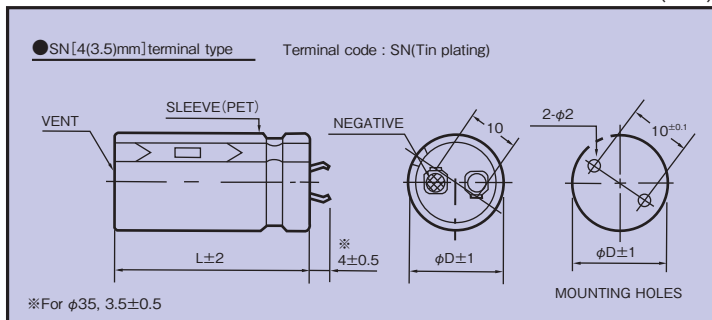 ●SN[4(3.5)mm]terminal type
Terminal code : SN(Tin plating)
SLEEVE(PET)
VENT
NEGATIVE
10
2-φ2
10±0.1
※
4±0.5
L±2
φD±1
φD±1
MOUNTING HOLES
※For φ35, 3.5±0.5